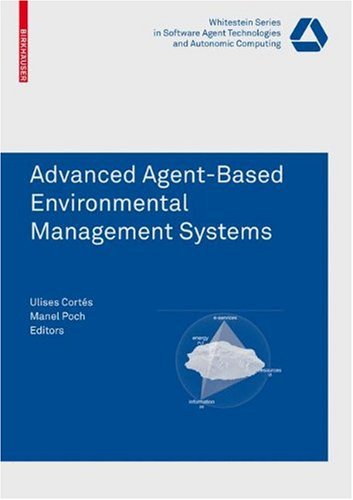 BIRKHAUSER
Whitestein Series
in Software Agent Technologies
and Autonomic Computing
Advanced Agent-Based
Environmental
Management Systems
Ulises Cortés
Manel Poch
Editors
e-services
energy
resources
information